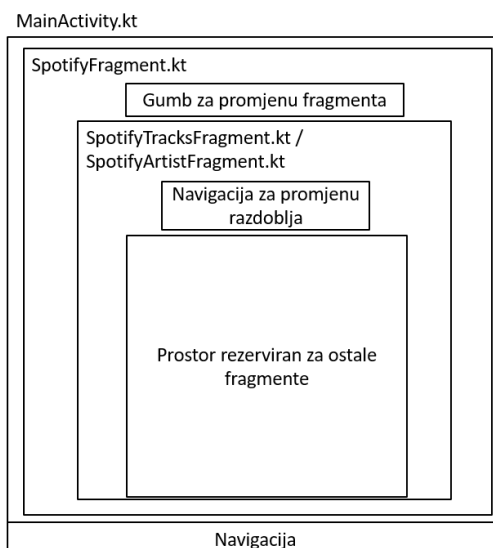 MainActivity.kt
SpotifyFragment.kt
Gumb za promjenu fragmenta
SpotifyTracksFragment.kt /
SpotifyArtistFragment.kt
Navigacija za promjenu
razdoblja
Prostor rezerviran za ostale
fragmente
Navigacija